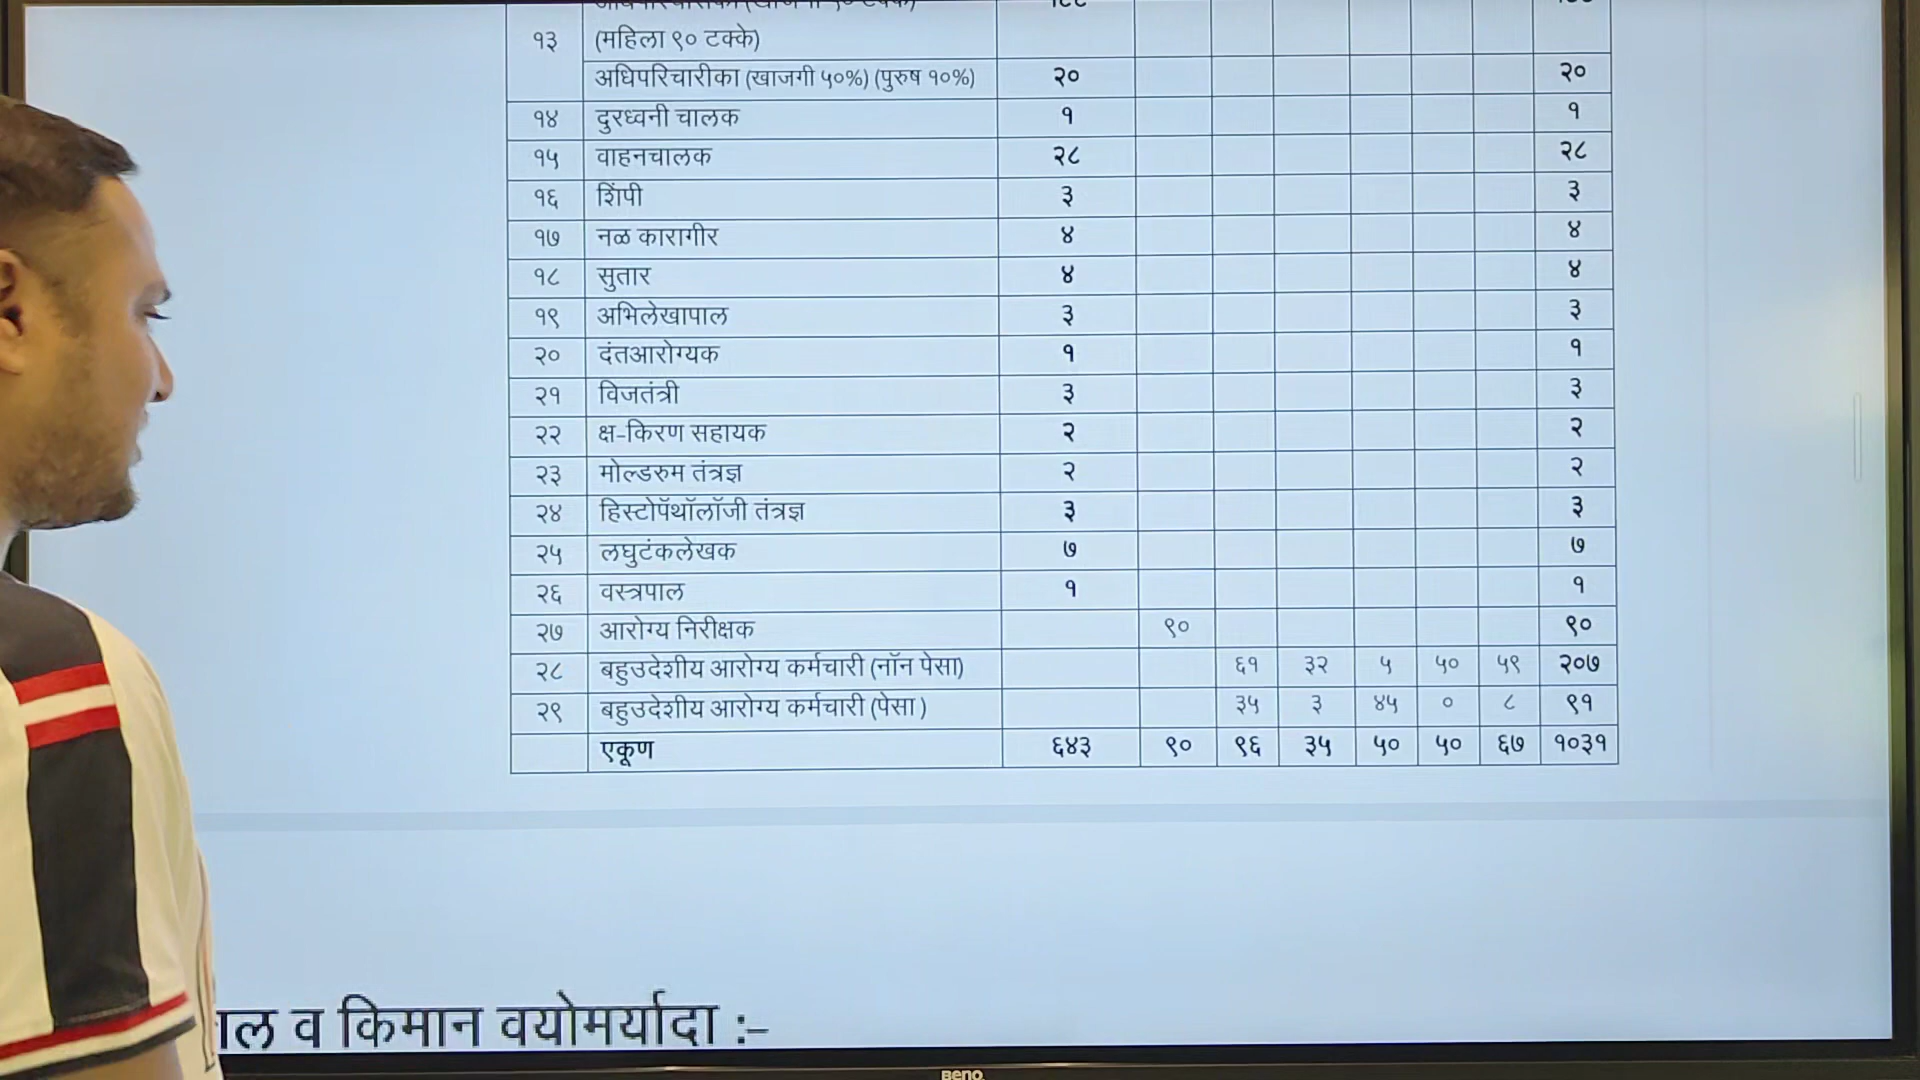 १३ (महिला ९० टक्के)
अधिपरिचारीका (खाजगी ५०%) (पुरुष १०%) २० २०
१४ दुरध्वनी चालक १ १
१५ वाहनचालक २८ २८
१६ शिंपी ३ ३
१७ नळ कारागीर ४ ४
१८ सुतार ४ ४
१९ अभिलेखापाल ३ ३
२० दंतआरोग्यक १ १
२१ विजतंत्री ३ ३
२२ क्ष-किरण सहायक २ २
२३ मोल्डरुम तंत्रज्ञ २ २
२४ हिस्टोपॅथॉलॉजी तंत्रज्ञ ३ ३
२५ लघुटंकलेखक ७ ७
२६ वस्त्रपाल १ १
२७ आरोग्य निरीक्षक ९० ९०
२८ बहुउदेशीय आरोग्य कर्मचारी (नॉन पेसा) ६१ ३२ ५ ५० ५९ २०७
२९ बहुउदेशीय आरोग्य कर्मचारी (पेसा ) ३५ ३ ४५ ० ८ ९१
एकूण ६४३ ९० ९६ ३५ ५० ५० ६७ १०३१
व किमान वयोमर्यादा :–
BenQ